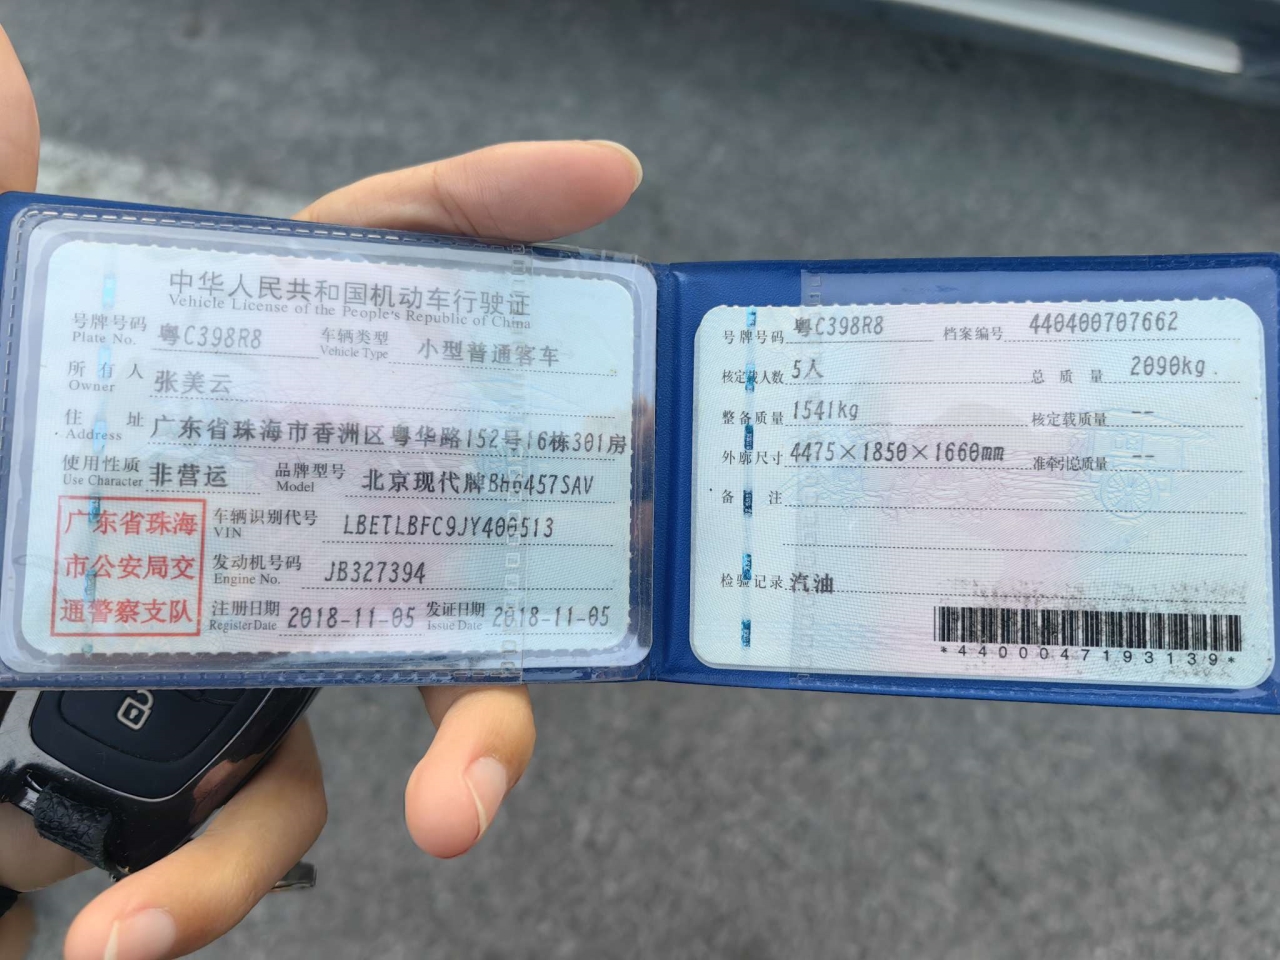 中华人民共和国机动车行驶证
Vehicle License of the People's Republic of China
号牌号码 粤C398R8 车辆类型 小型普通客车
Plate No. Vehicle Type
所有人 张美云
Owner
住址 广东省珠海市香洲区粤华路152号16栋301房
Address
使用性质 非营运 品牌型号 北京现代牌BH6457SAV
Use Character Model
广东省珠海
市公安局交
通警察支队
车辆识别代号 LBETLBFC9JY400513
VIN
发动机号码 JB327394
Engine No.
注册日期 2018-11-05 发证日期 2018-11-05
Register Date Issue Date
号牌号码 粤C398R8 档案编号 440400707662
核定载人数 5人 总质量 2090kg
整备质量 1541kg 核定载质量 --
外廓尺寸 4475×1850×1660mm 准牵引总质量 --
备注
检验记录 汽油
*4400047193139*